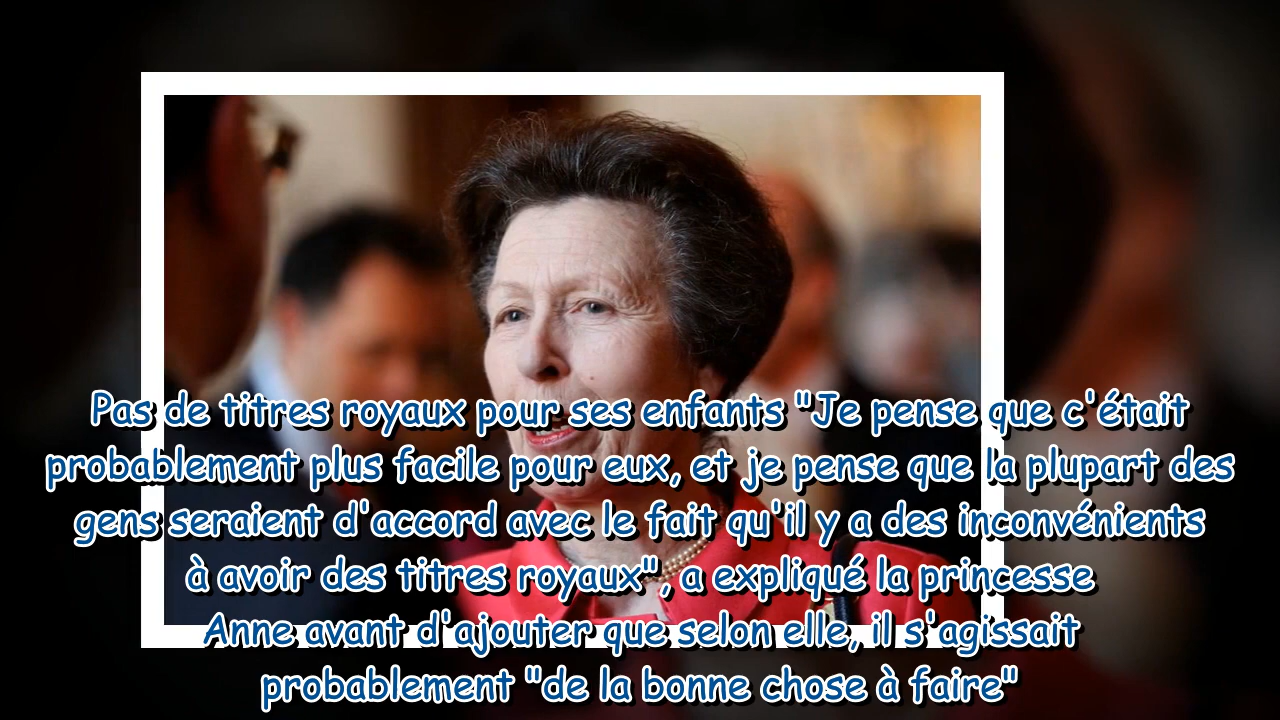 Pas de titres royaux pour ses enfants "Je pense que c'était
probablement plus facile pour eux, et je pense que la plupart des
gens seraient d'accord avec le fait qu'il y a des inconvénients
à avoir des titres royaux", a expliqué la princesse
Anne avant d'ajouter que selon elle, il s'agissait
probablement "de la bonne chose à faire"